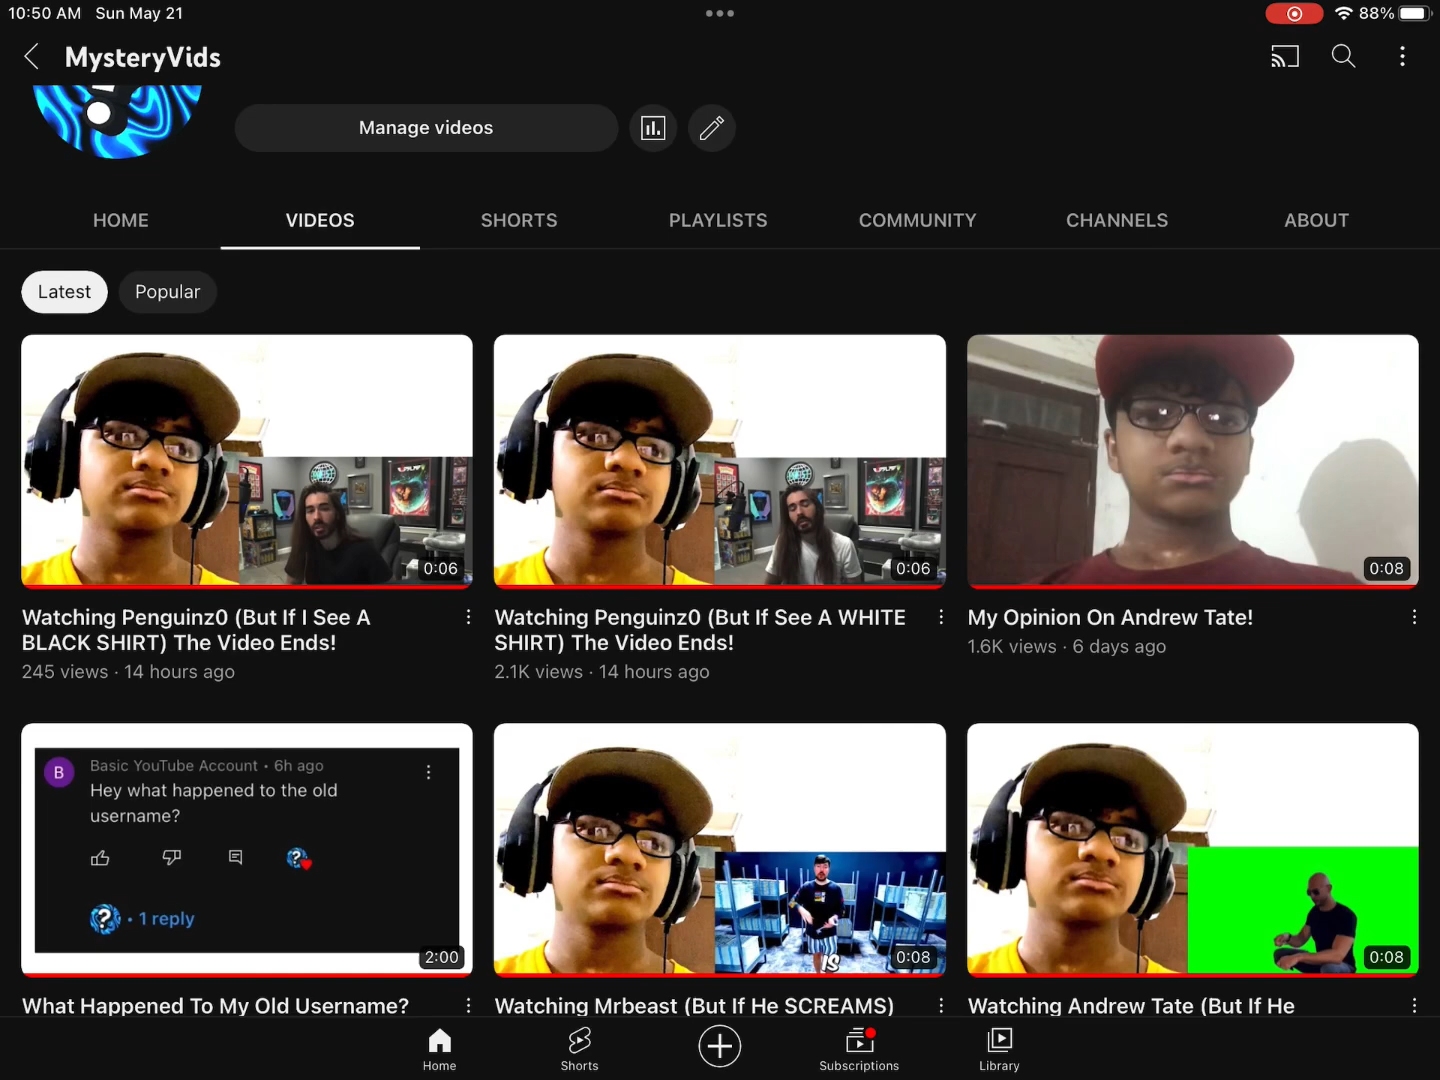 10:50 AM Sun May 21
88%
MysteryVids
Manage videos
HOME VIDEOS SHORTS PLAYLISTS COMMUNITY CHANNELS ABOUT
Latest Popular
0:06
0:06
0:08
Watching Penguinz0 (But If I See A
BLACK SHIRT) The Video Ends!
245 views · 14 hours ago
Watching Penguinz0 (But If See A WHITE
SHIRT) The Video Ends!
2.1K views · 14 hours ago
My Opinion On Andrew Tate!
1.6K views · 6 days ago
B
Basic YouTube Account • 6h ago
Hey what happened to the old
username?
?
? • 1 reply
2:00
IS
0:08
0:08
What Happened To My Old Username?
Watching Mrbeast (But If He SCREAMS)
Watching Andrew Tate (But If He
Home Shorts Subscriptions Library